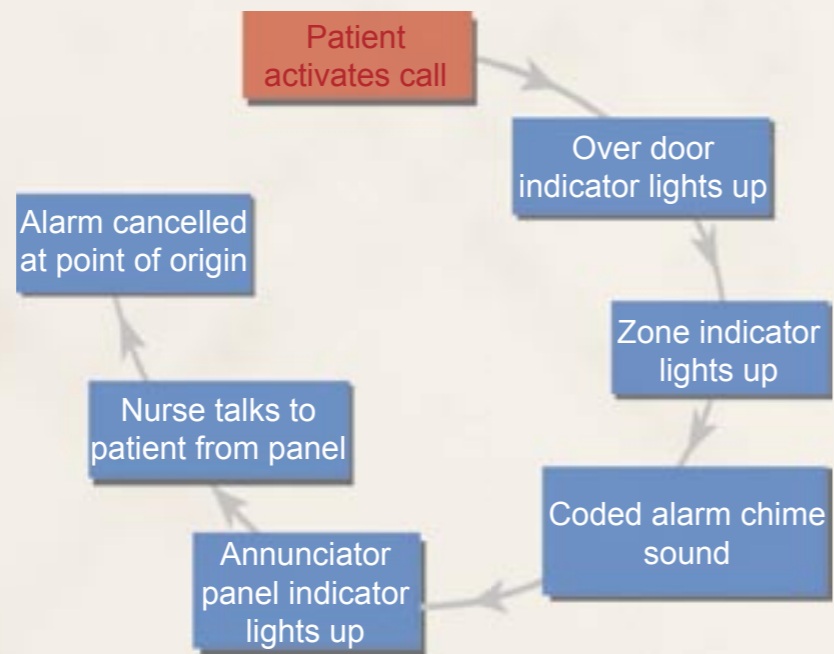 Patient
activates call
Over door
indicator lights up
Zone indicator
lights up
Coded alarm chime
sound
Annunciator
panel indicator
lights up
Nurse talks to
patient from panel
Alarm cancelled
at point of origin